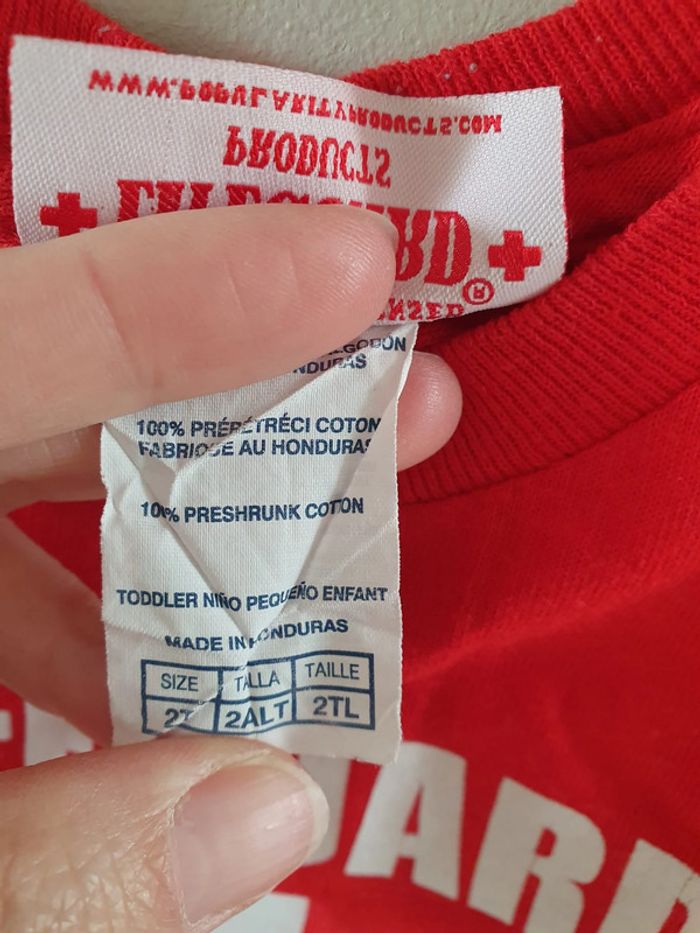 WWW.POPULARITYPRODUCTS.COM
PRODUCTS
®
100% PRÉRÉTRÉCI COTON
FABRIQUÉ AU HONDURAS
100% PRESHRUNK COTTON
TODDLER NIÑO PEQUEÑO ENFANT
MADE IN HONDURAS
SIZE TALLA TAILLE
2T 2ALT 2TL